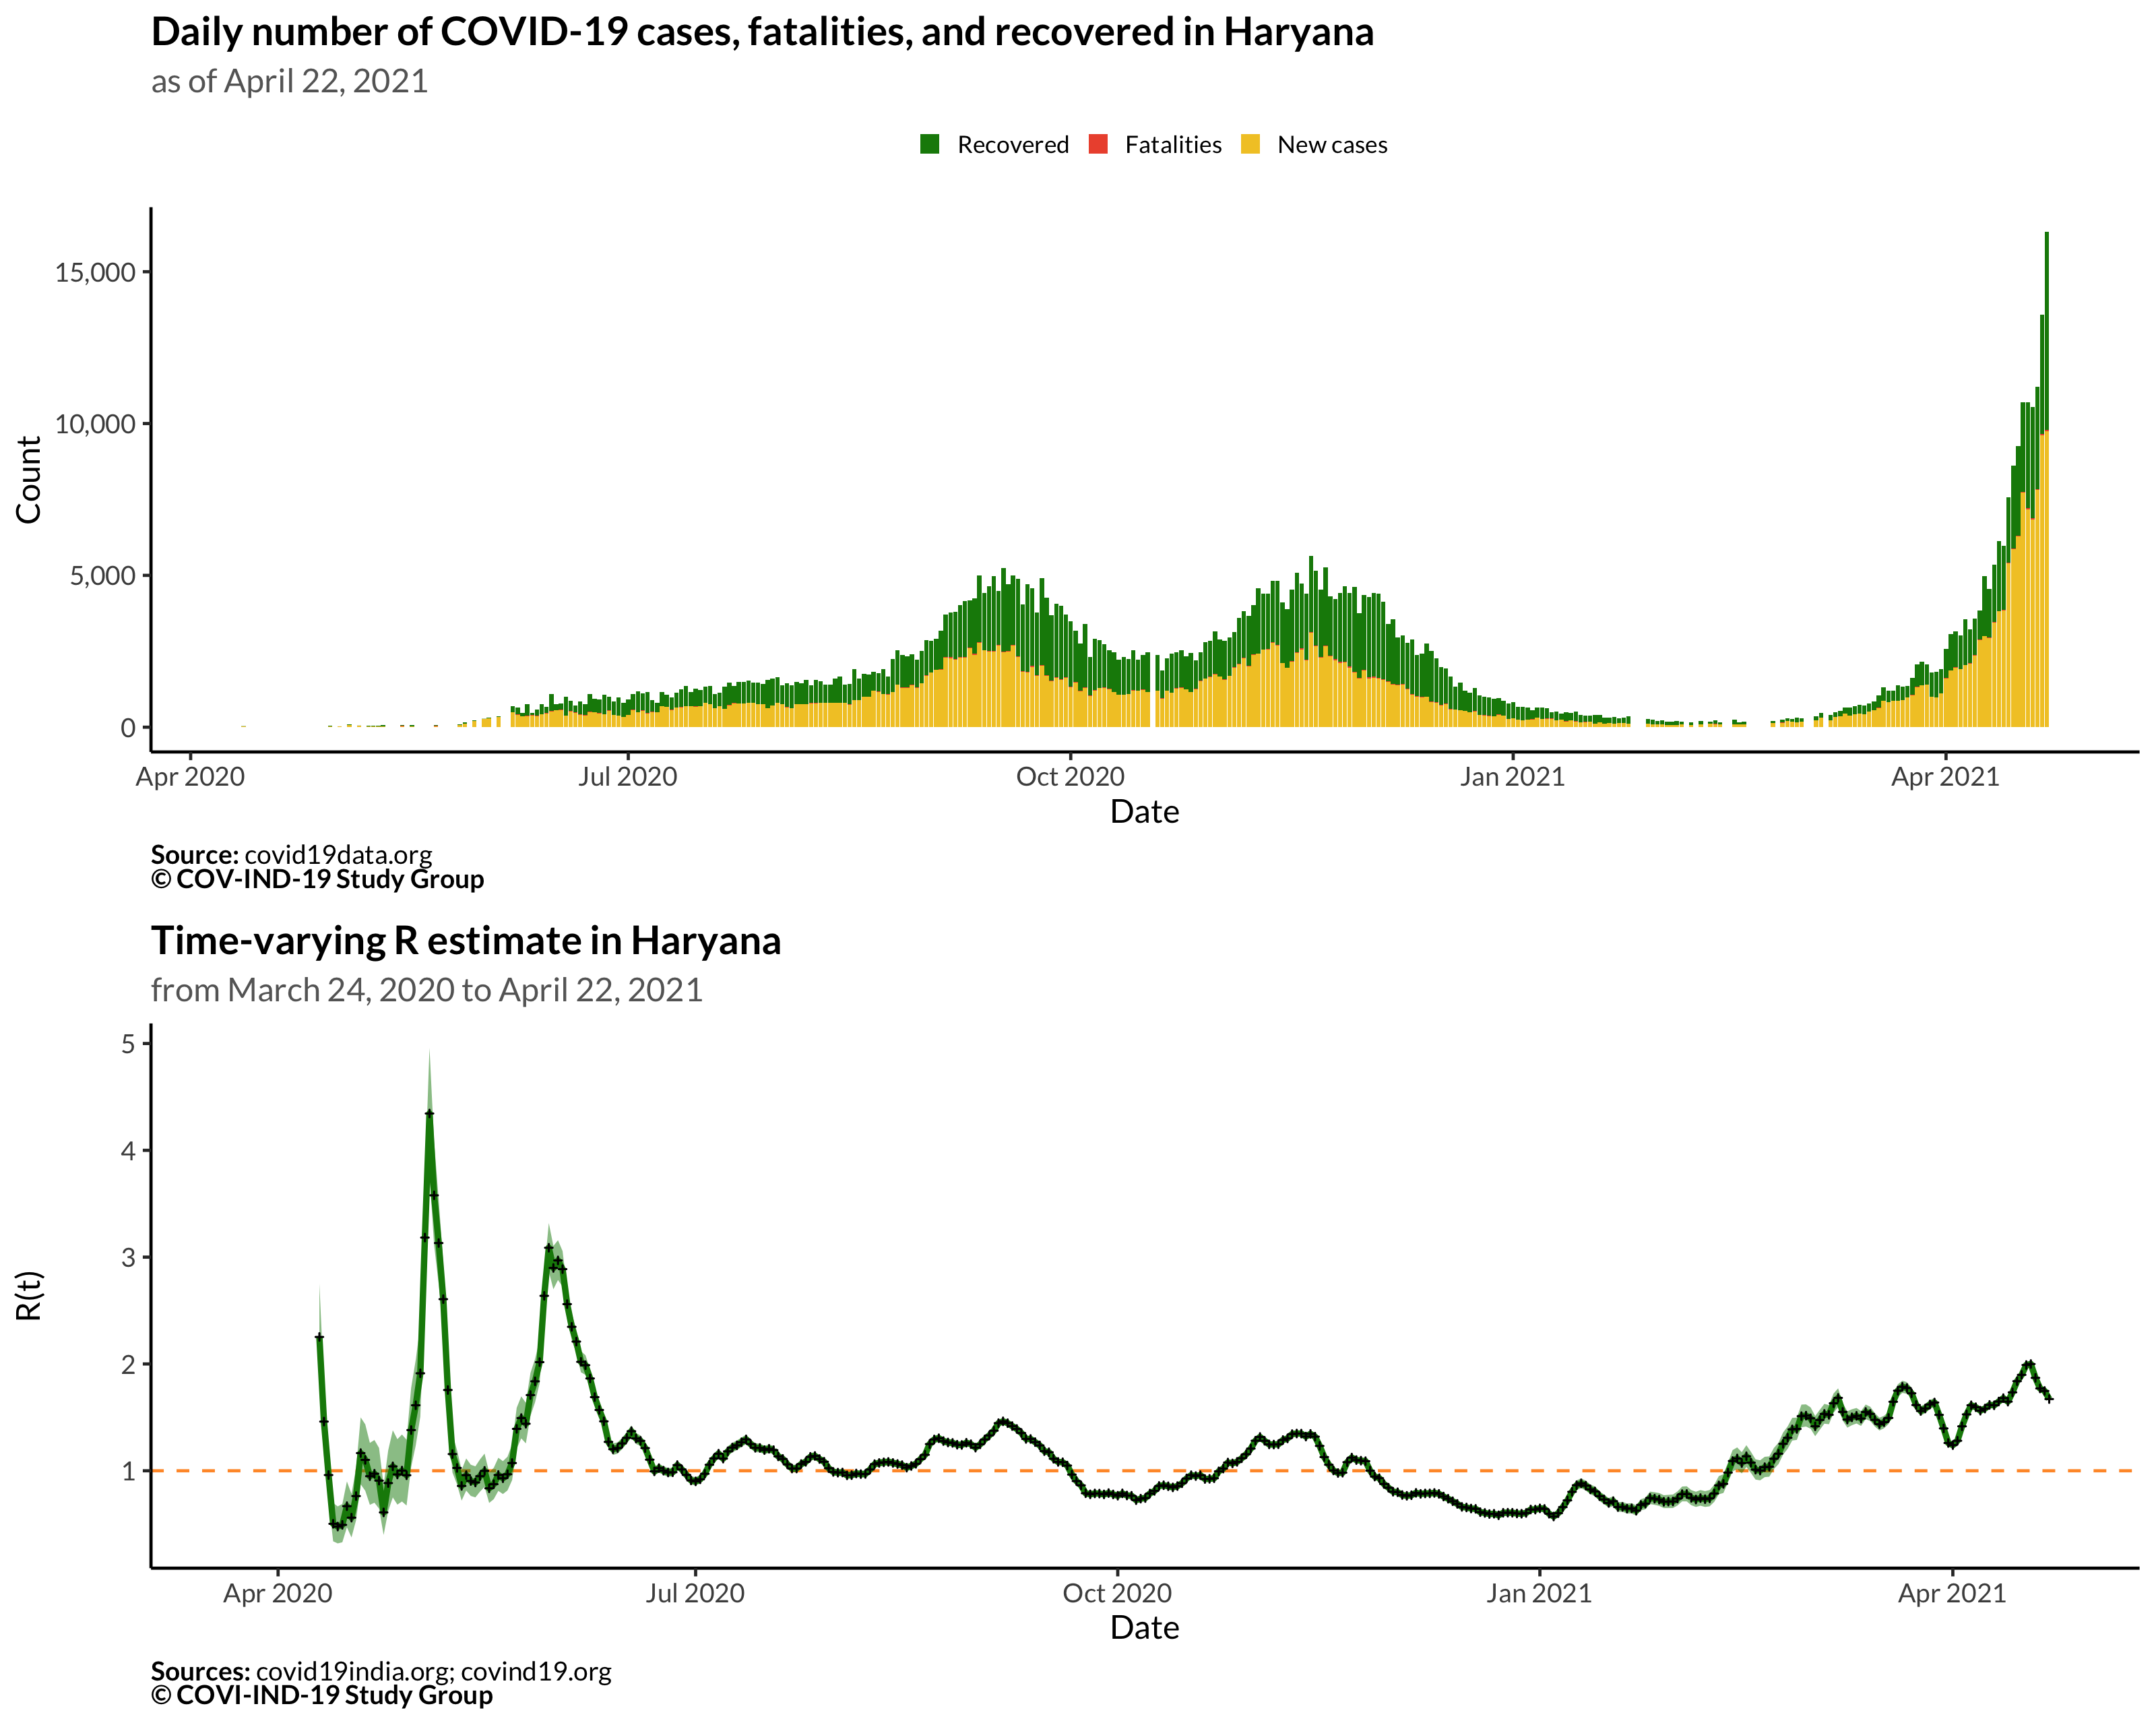 Daily number of COVID-19 cases, fatalities, and recovered in Haryana
as of April 22, 2021
Recovered Fatalities New cases
Count
15,000
10,000
5,000
0
Apr 2020 Jul 2020 Oct 2020 Jan 2021 Apr 2021
Date
Source: covid19data.org
© COV-IND-19 Study Group
Time-varying R estimate in Haryana
from March 24, 2020 to April 22, 2021
R(t)
5
4
3
2
1
Apr 2020 Jul 2020 Oct 2020 Jan 2021 Apr 2021
Date
Sources: covid19india.org; covind19.org
© COVI-IND-19 Study Group